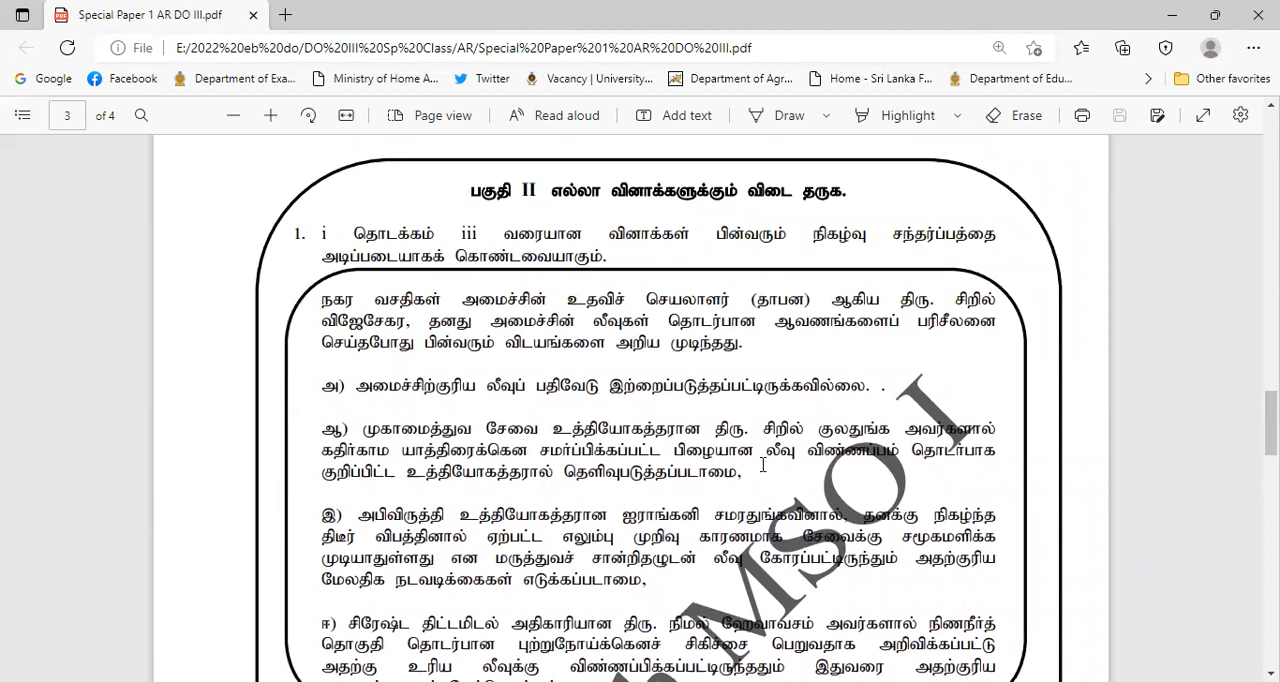 Special Paper 1 AR DO III.pdf
File E:/2022%20eb%20do/DO%20III%20Sp%20Class/AR/Special%20Paper%201%20AR%20DO%20III.pdf
Google Facebook Department of Exa... Ministry of Home A... Twitter Vacancy | University... Department of Agr... Home - Sri Lanka F... Department of Edu... Other favorites
3 of 4 Page view Read aloud Add text Draw Highlight Erase
பகுதி II எல்லா வினாக்களுக்கும் விடை தருக.
1. i தொடக்கம் iii வரையான வினாக்கள் பின்வரும் நிகழ்வு சந்தர்ப்பத்தை
அடிப்படையாகக் கொண்டவையாகும்.
நகர வசதிகள் அமைச்சின் உதவிச் செயலாளர் (தாபன) ஆகிய திரு. சிறில்
விஜேசேகர, தனது அமைச்சின் லீவுகள் தொடர்பான ஆவணங்களைப் பரிசீலனை
செய்தபோது பின்வரும் விடயங்களை அறிய முடிந்தது.
அ) அமைச்சிற்குரிய லீவுப் பதிவேடு இற்றைப்படுத்தப்பட்டிருக்கவில்லை. .
ஆ) முகாமைத்துவ சேவை உத்தியோகத்தரான திரு. சிறில் குலதுங்க அவர்களால்
கதிர்காம யாத்திரைக்கென சமர்ப்பிக்கப்பட்ட பிழையான லீவு விண்ணப்பம் தொடர்பாக
குறிப்பிட்ட உத்தியோகத்தரால் தெளிவுபடுத்தப்படாமை,
இ) அபிவிருத்தி உத்தியோகத்தரான ஐராங்கனி சமரதுங்கவினால், தனக்கு நிகழ்ந்த
திடீர் விபத்தினால் ஏற்பட்ட எலும்பு முறிவு காரணமாக சேவைக்கு சமூகமளிக்க
முடியாதுள்ளது என மருத்துவச் சான்றிதழுடன் லீவு கோரப்பட்டிருந்தும் அதற்குரிய
மேலதிக நடவடிக்கைகள் எடுக்கப்படாமை,
ஈ) சிரேஷ்ட திட்டமிடல் அதிகாரியான திரு. நிமல் ஹேவாவசம் அவர்களால் நிணநீர்த்
தொகுதி தொடர்பான புற்றுநோய்க்கெனச் சிகிச்சை பெறுவதாக அறிவிக்கப்பட்டு
அதற்கு உரிய லீவுக்கு விண்ணப்பிக்கப்பட்டிருந்ததும் இதுவரை அதற்குரிய
MSO I